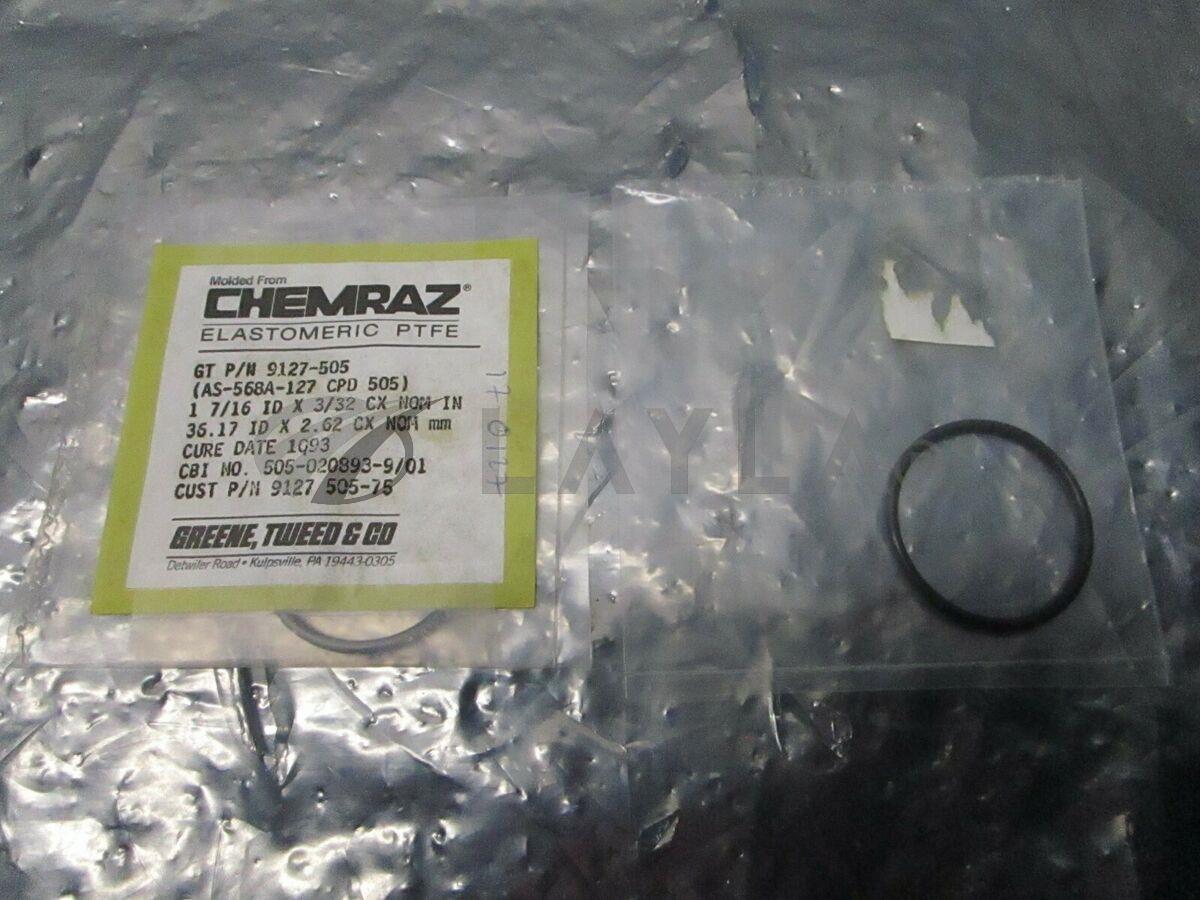 Molded From
CHEMRAZ®
ELASTOMERIC PTFE
GT P/N 9127-505
(AS-568A-127 CPD 505)
1 7/16 ID X 3/32 CX NOM IN
36.17 ID X 2.62 CX NOM mm
CURE DATE 1Q93
CBI NO. 505-020893-9/01
CUST P/N 9127 505-75
GREENE, TWEED & CO
Detwiler Road • Kulpsville, PA 19443-0305
LAYLA